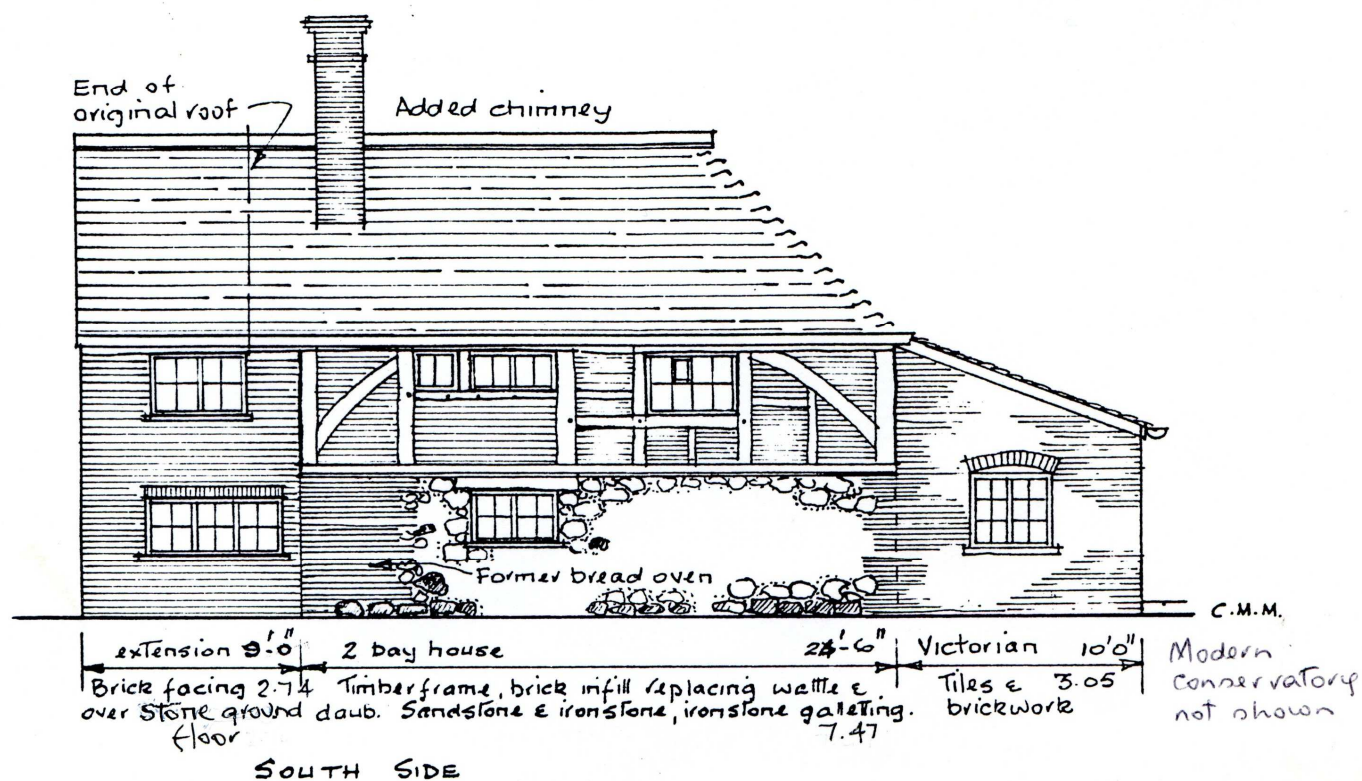 End of
original roof
Added chimney
Former bread oven
C.M.M.
extension 9'-0"
2 bay house 24'-6"
Victorian 10'0"
Modern
conservatory
not shown
Brick facing 2.74
over stone ground
floor
Timberframe, brick infill replacing wattle &
daub. Sandstone & ironstone, ironstone galleting.
7.47
Tiles & 3.05
brickwork
SOUTH SIDE